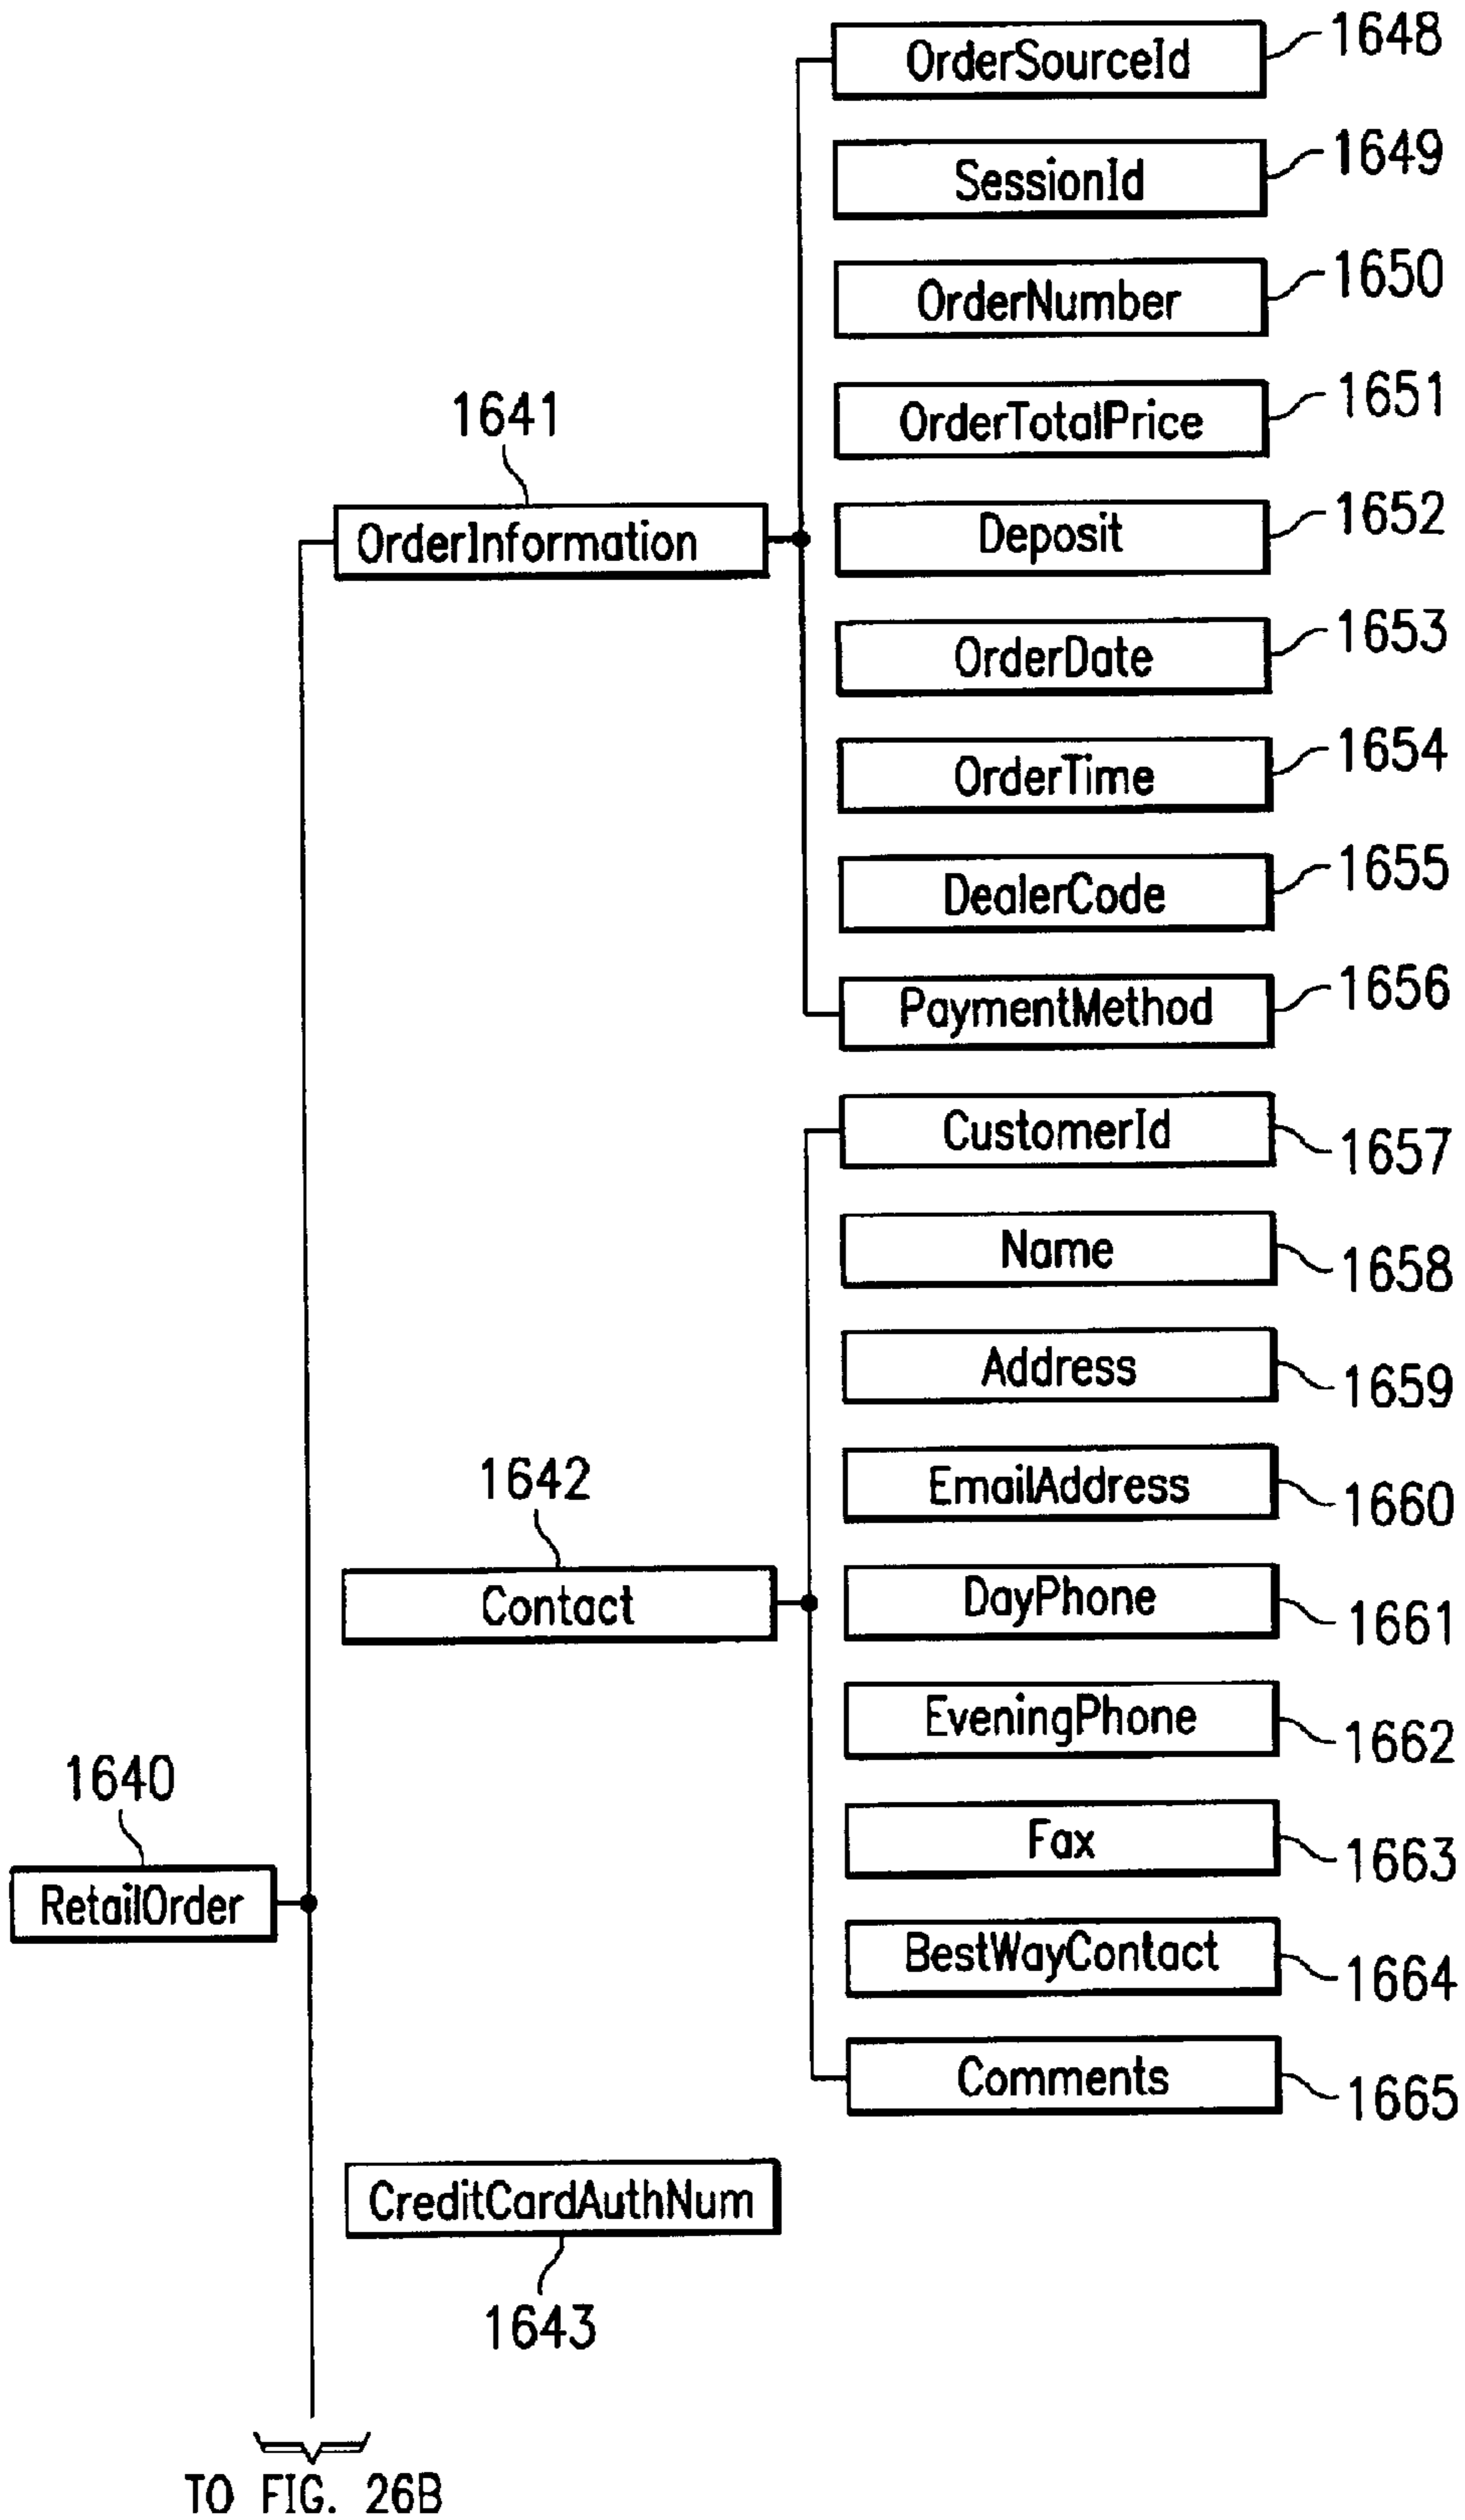 OrderSourceId 1648
SessionId 1649
OrderNumber 1650
OrderTotalPrice 1651
1641
OrderInformation
Deposit 1652
OrderDate 1653
OrderTime 1654
DealerCode 1655
PaymentMethod 1656
CustomerId 1657
Name 1658
Address 1659
EmailAddress 1660
1642
Contact
DayPhone 1661
EveningPhone 1662
Fax 1663
1640
RetailOrder
BestWayContact 1664
Comments 1665
CreditCardAuthNum
1643
TO FIG. 26B